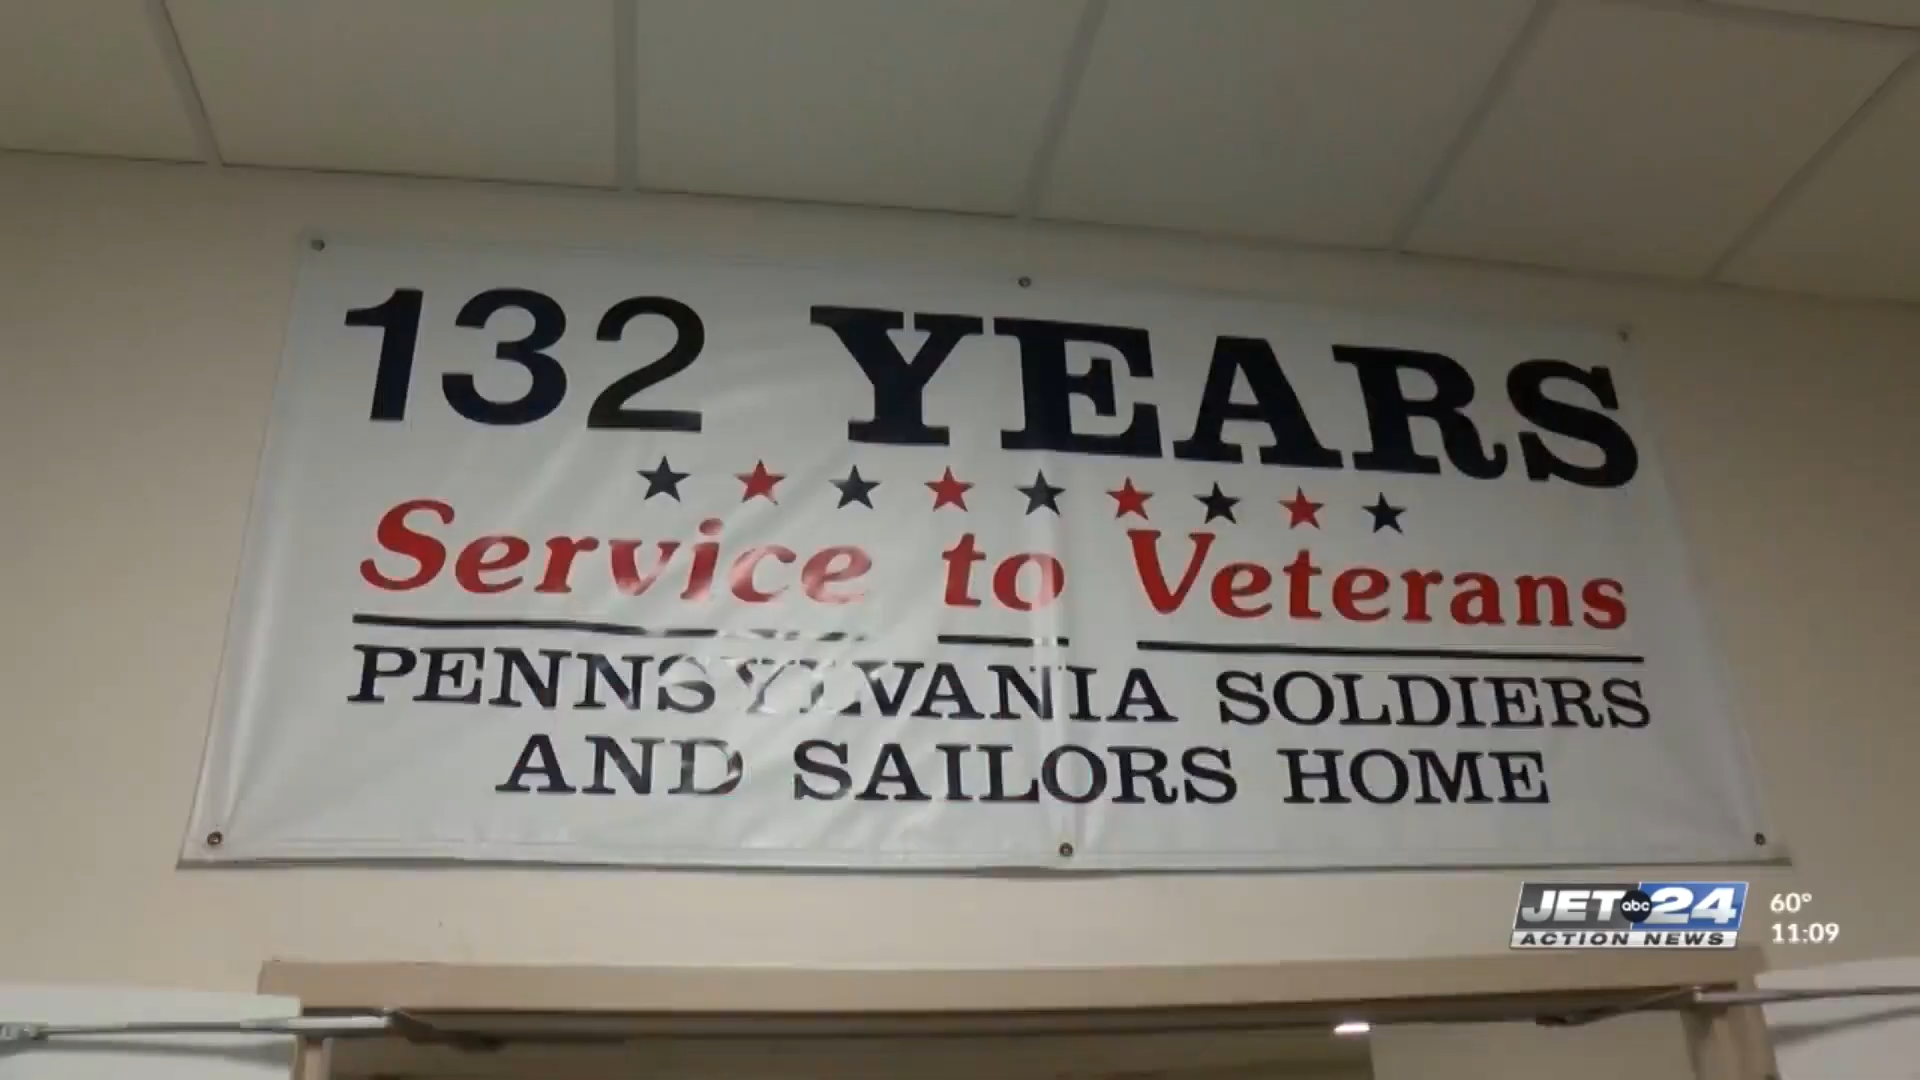 132 YEARS
Service to Veterans
PENNSYLVANIA SOLDIERS
AND SAILORS HOME
JET abc 24
ACTION NEWS
60°
11:09